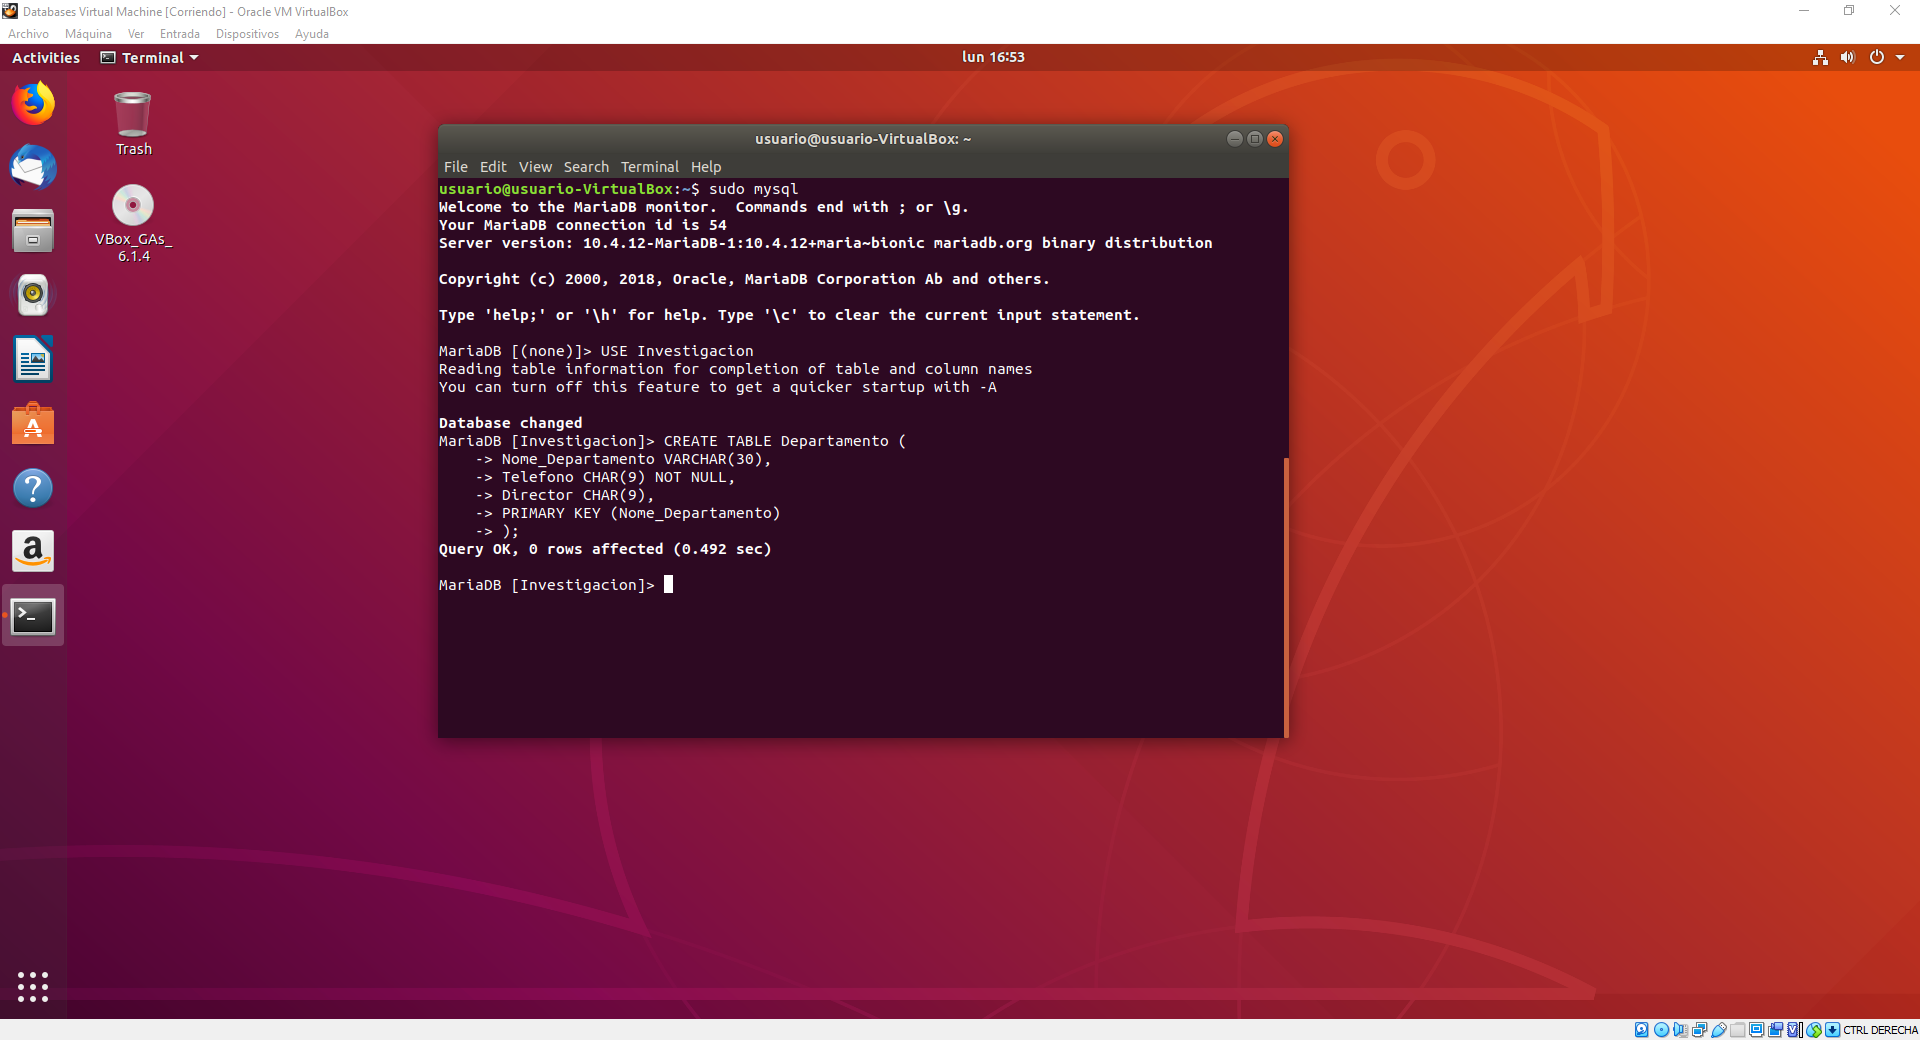 Databases Virtual Machine [Corriendo] - Oracle VM VirtualBox
Archivo Máquina Ver Entrada Dispositivos Ayuda
Activities Terminal lun 16:53
Trash
VBox_GAs_
6.1.4
usuario@usuario-VirtualBox: ~
File Edit View Search Terminal Help
usuario@usuario-VirtualBox:~$ sudo mysql
Welcome to the MariaDB monitor.  Commands end with ; or \g.
Your MariaDB connection id is 54
Server version: 10.4.12-MariaDB-1:10.4.12+maria~bionic mariadb.org binary distribution
Copyright (c) 2000, 2018, Oracle, MariaDB Corporation Ab and others.
Type 'help;' or '\h' for help. Type '\c' to clear the current input statement.
MariaDB [(none)]> USE Investigacion
Reading table information for completion of table and column names
You can turn off this feature to get a quicker startup with -A
Database changed
MariaDB [Investigacion]> CREATE TABLE Departamento (
    -> Nome_Departamento VARCHAR(30),
    -> Telefono CHAR(9) NOT NULL,
    -> Director CHAR(9),
    -> PRIMARY KEY (Nome_Departamento)
    -> );
Query OK, 0 rows affected (0.492 sec)
MariaDB [Investigacion]>
CTRL DERECHA